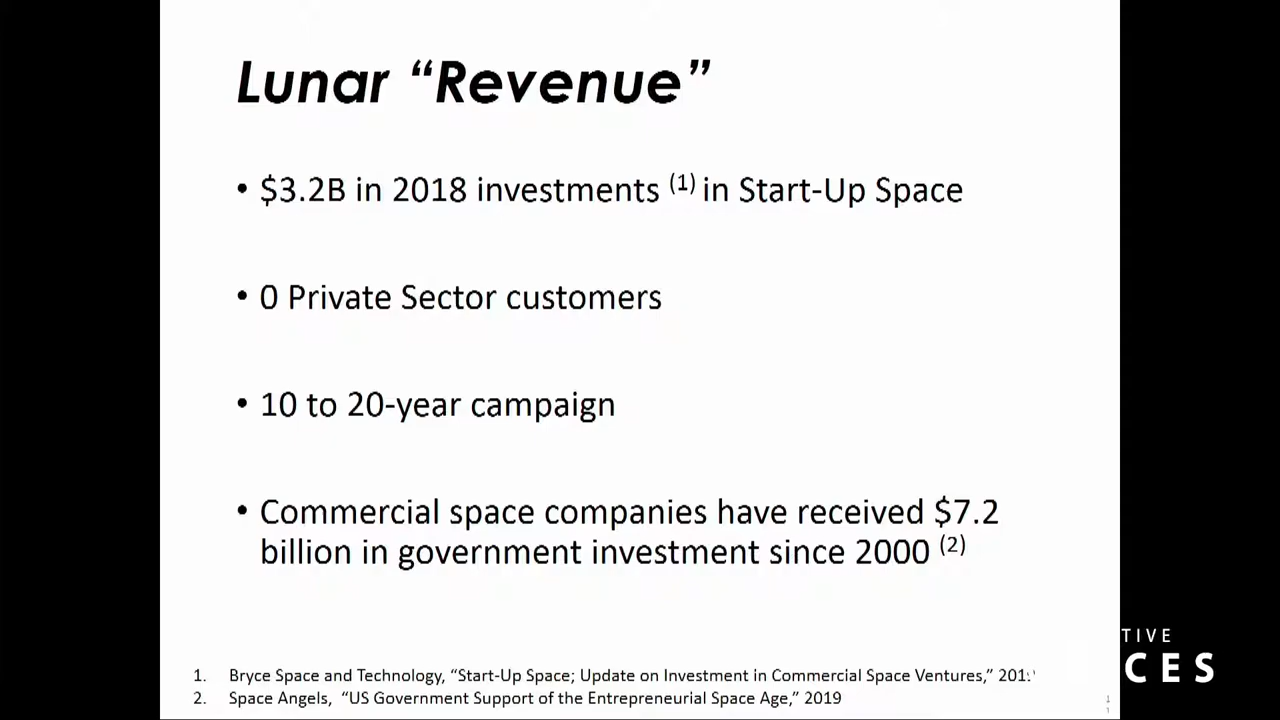 Lunar “Revenue”
• $3.2B in 2018 investments (1) in Start-Up Space
• 0 Private Sector customers
• 10 to 20-year campaign
• Commercial space companies have received $7.2
billion in government investment since 2000 (2)
1. Bryce Space and Technology, “Start-Up Space; Update on Investment in Commercial Space Ventures,”
2. Space Angels, “US Government Support of the Entrepreneurial Space Age,” 2019
TIVE
CES